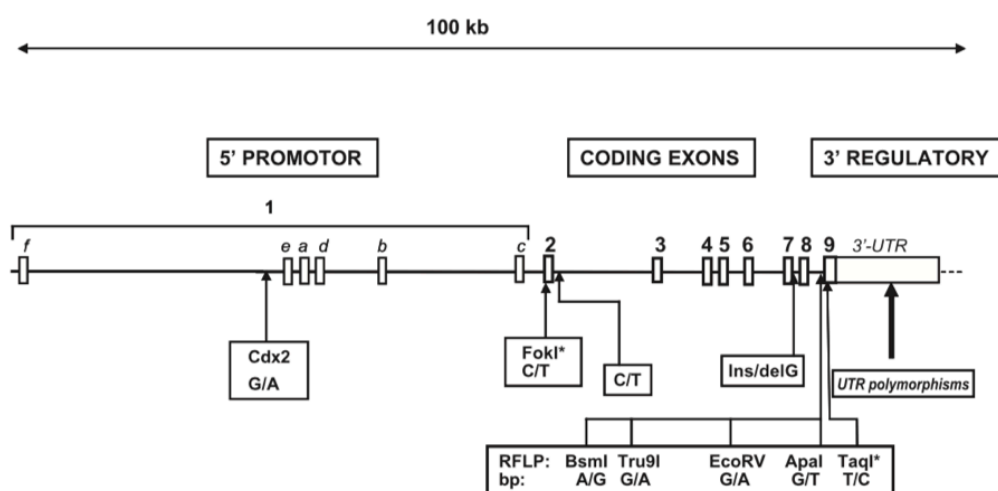 100 kb
5' PROMOTOR CODING EXONS 3' REGULATORY
1
f e a d b c 2 3 4 5 6 7 8 9 3'-UTR
Cdx2
G/A
FokI*
C/T
C/T
Ins/delG
UTR polymorphisms
RFLP: BsmI Tru9I EcoRV ApaI TaqI*
bp: A/G G/A G/A G/T T/C